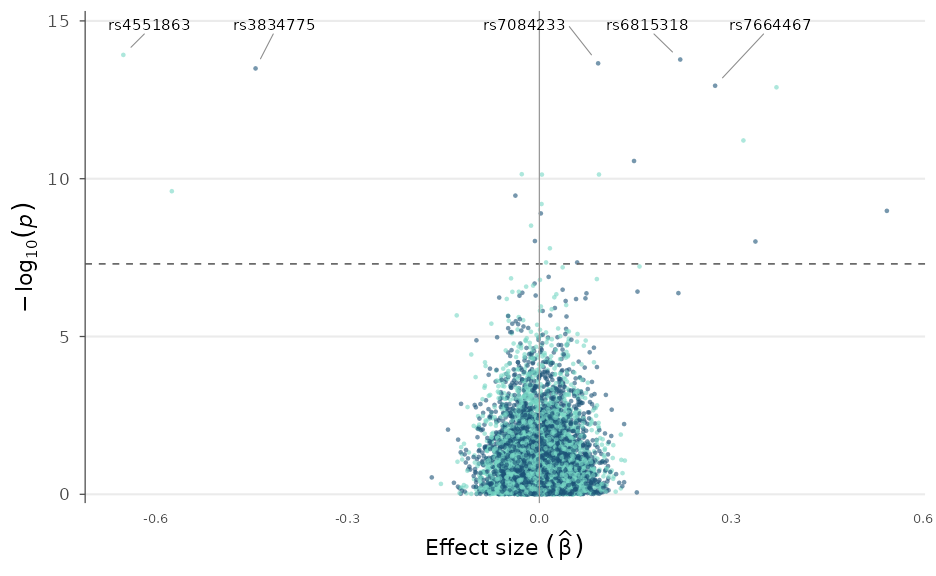 rs4551863 rs3834775 rs7084233 rs6815318 rs7664467
15
10
5
0
−log₁₀(p)
-0.6 -0.3 0.0 0.3 0.6
Effect size (β̂)